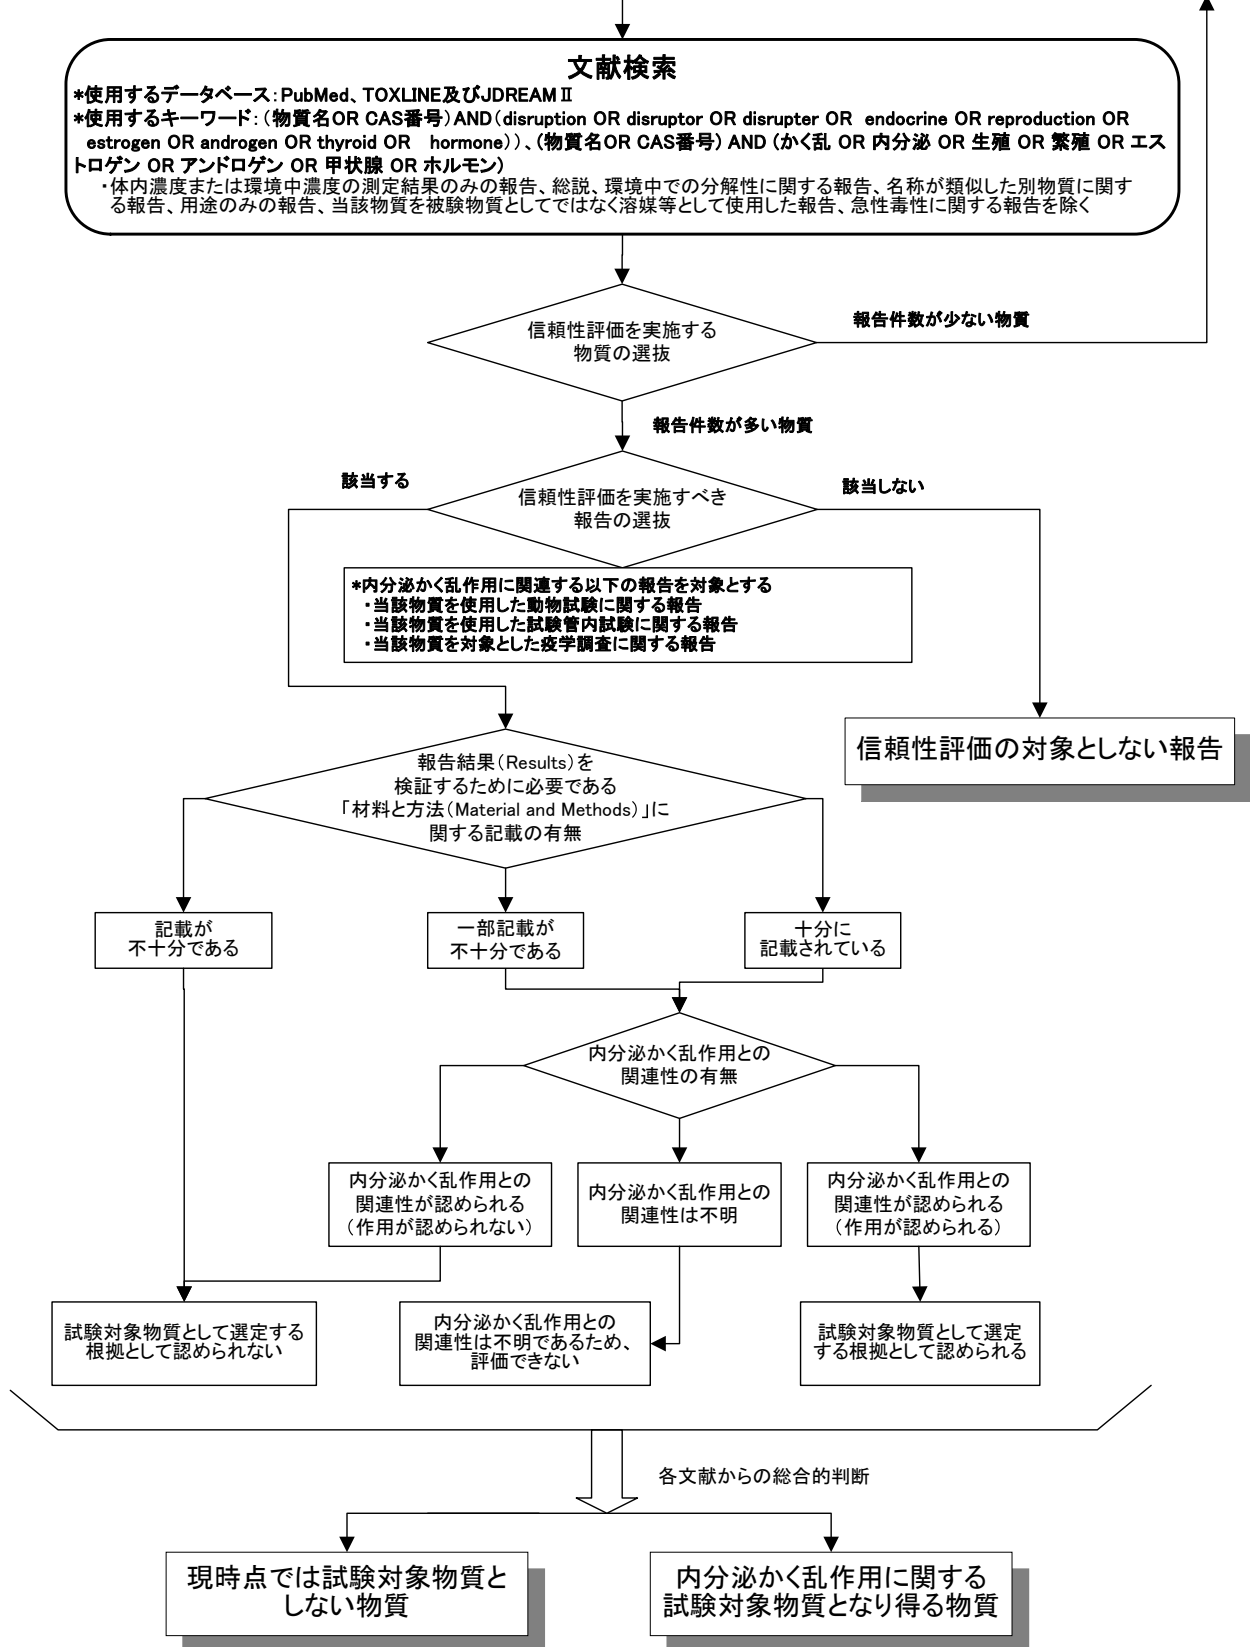 文献検索
*使用するデータベース：PubMed、TOXLINE及びJDREAMⅡ
*使用するキーワード：（物質名OR CAS番号）AND（disruption OR disruptor OR disrupter OR endocrine OR reproduction OR
estrogen OR androgen OR thyroid OR hormone））、（物質名OR CAS番号）AND（かく乱 OR 内分泌 OR 生殖 OR 繁殖 OR エス
トロゲン OR アンドロゲン OR 甲状腺 OR ホルモン）
・体内濃度または環境中濃度の測定結果のみの報告、総説、環境中での分解性に関する報告、名称が類似した別物質に関す
る報告、用途のみの報告、当該物質を被験物質としてではなく溶媒等として使用した報告、急性毒性に関する報告を除く
信頼性評価を実施する
物質の選抜
報告件数が少ない物質
報告件数が多い物質
該当する
信頼性評価を実施すべき
報告の選抜
該当しない
*内分泌かく乱作用に関連する以下の報告を対象とする
・当該物質を使用した動物試験に関する報告
・当該物質を使用した試験管内試験に関する報告
・当該物質を対象とした疫学調査に関する報告
信頼性評価の対象としない報告
報告結果（Results）を
検証するために必要である
「材料と方法（Material and Methods）」に
関する記載の有無
記載が
不十分である
一部記載が
不十分である
十分に
記載されている
内分泌かく乱作用との
関連性の有無
内分泌かく乱作用との
関連性が認められる
（作用が認められない）
内分泌かく乱作用との
関連性は不明
内分泌かく乱作用との
関連性が認められる
（作用が認められる）
試験対象物質として選定する
根拠として認められない
内分泌かく乱作用との
関連性は不明であるため、
評価できない
試験対象物質として選定
する根拠として認められる
各文献からの総合的判断
現時点では試験対象物質と
しない物質
内分泌かく乱作用に関する
試験対象物質となり得る物質